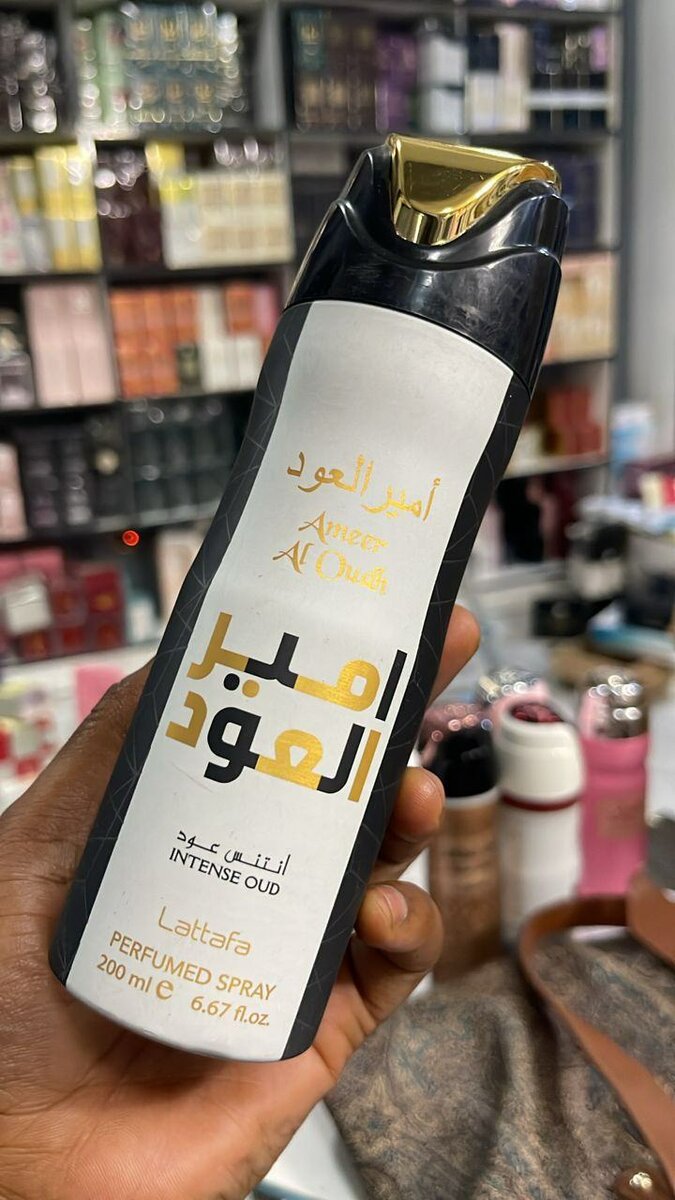 أمير العود
Ameer
Al Oudh
امير
العود
أنتنس عود
INTENSE OUD
Lattafa
PERFUMED SPRAY
200 ml e 6.67 fl.oz.